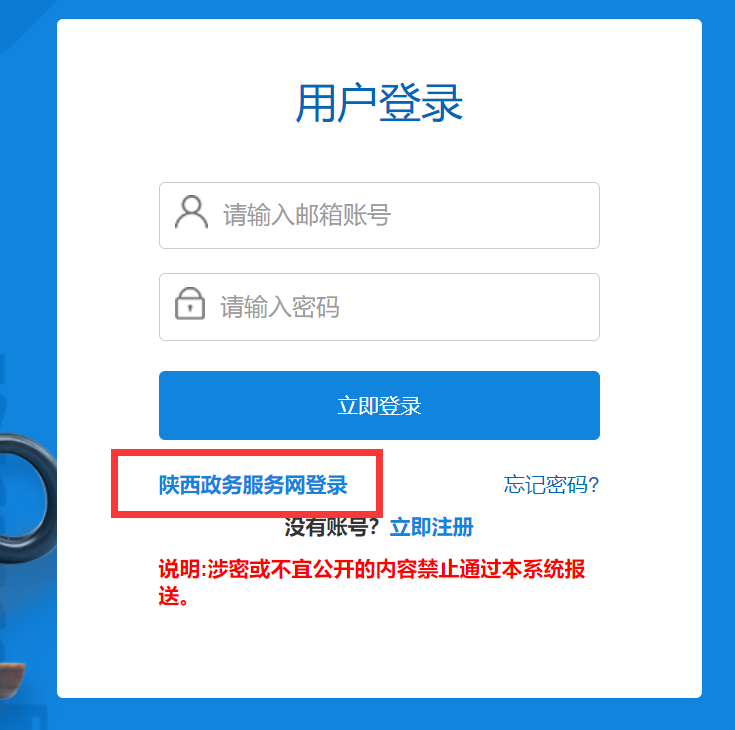 用户登录
请输入邮箱账号
请输入密码
立即登录
陕西政务服务网登录 忘记密码?
没有账号？立即注册
说明:涉密或不宜公开的内容禁止通过本系统报
送。